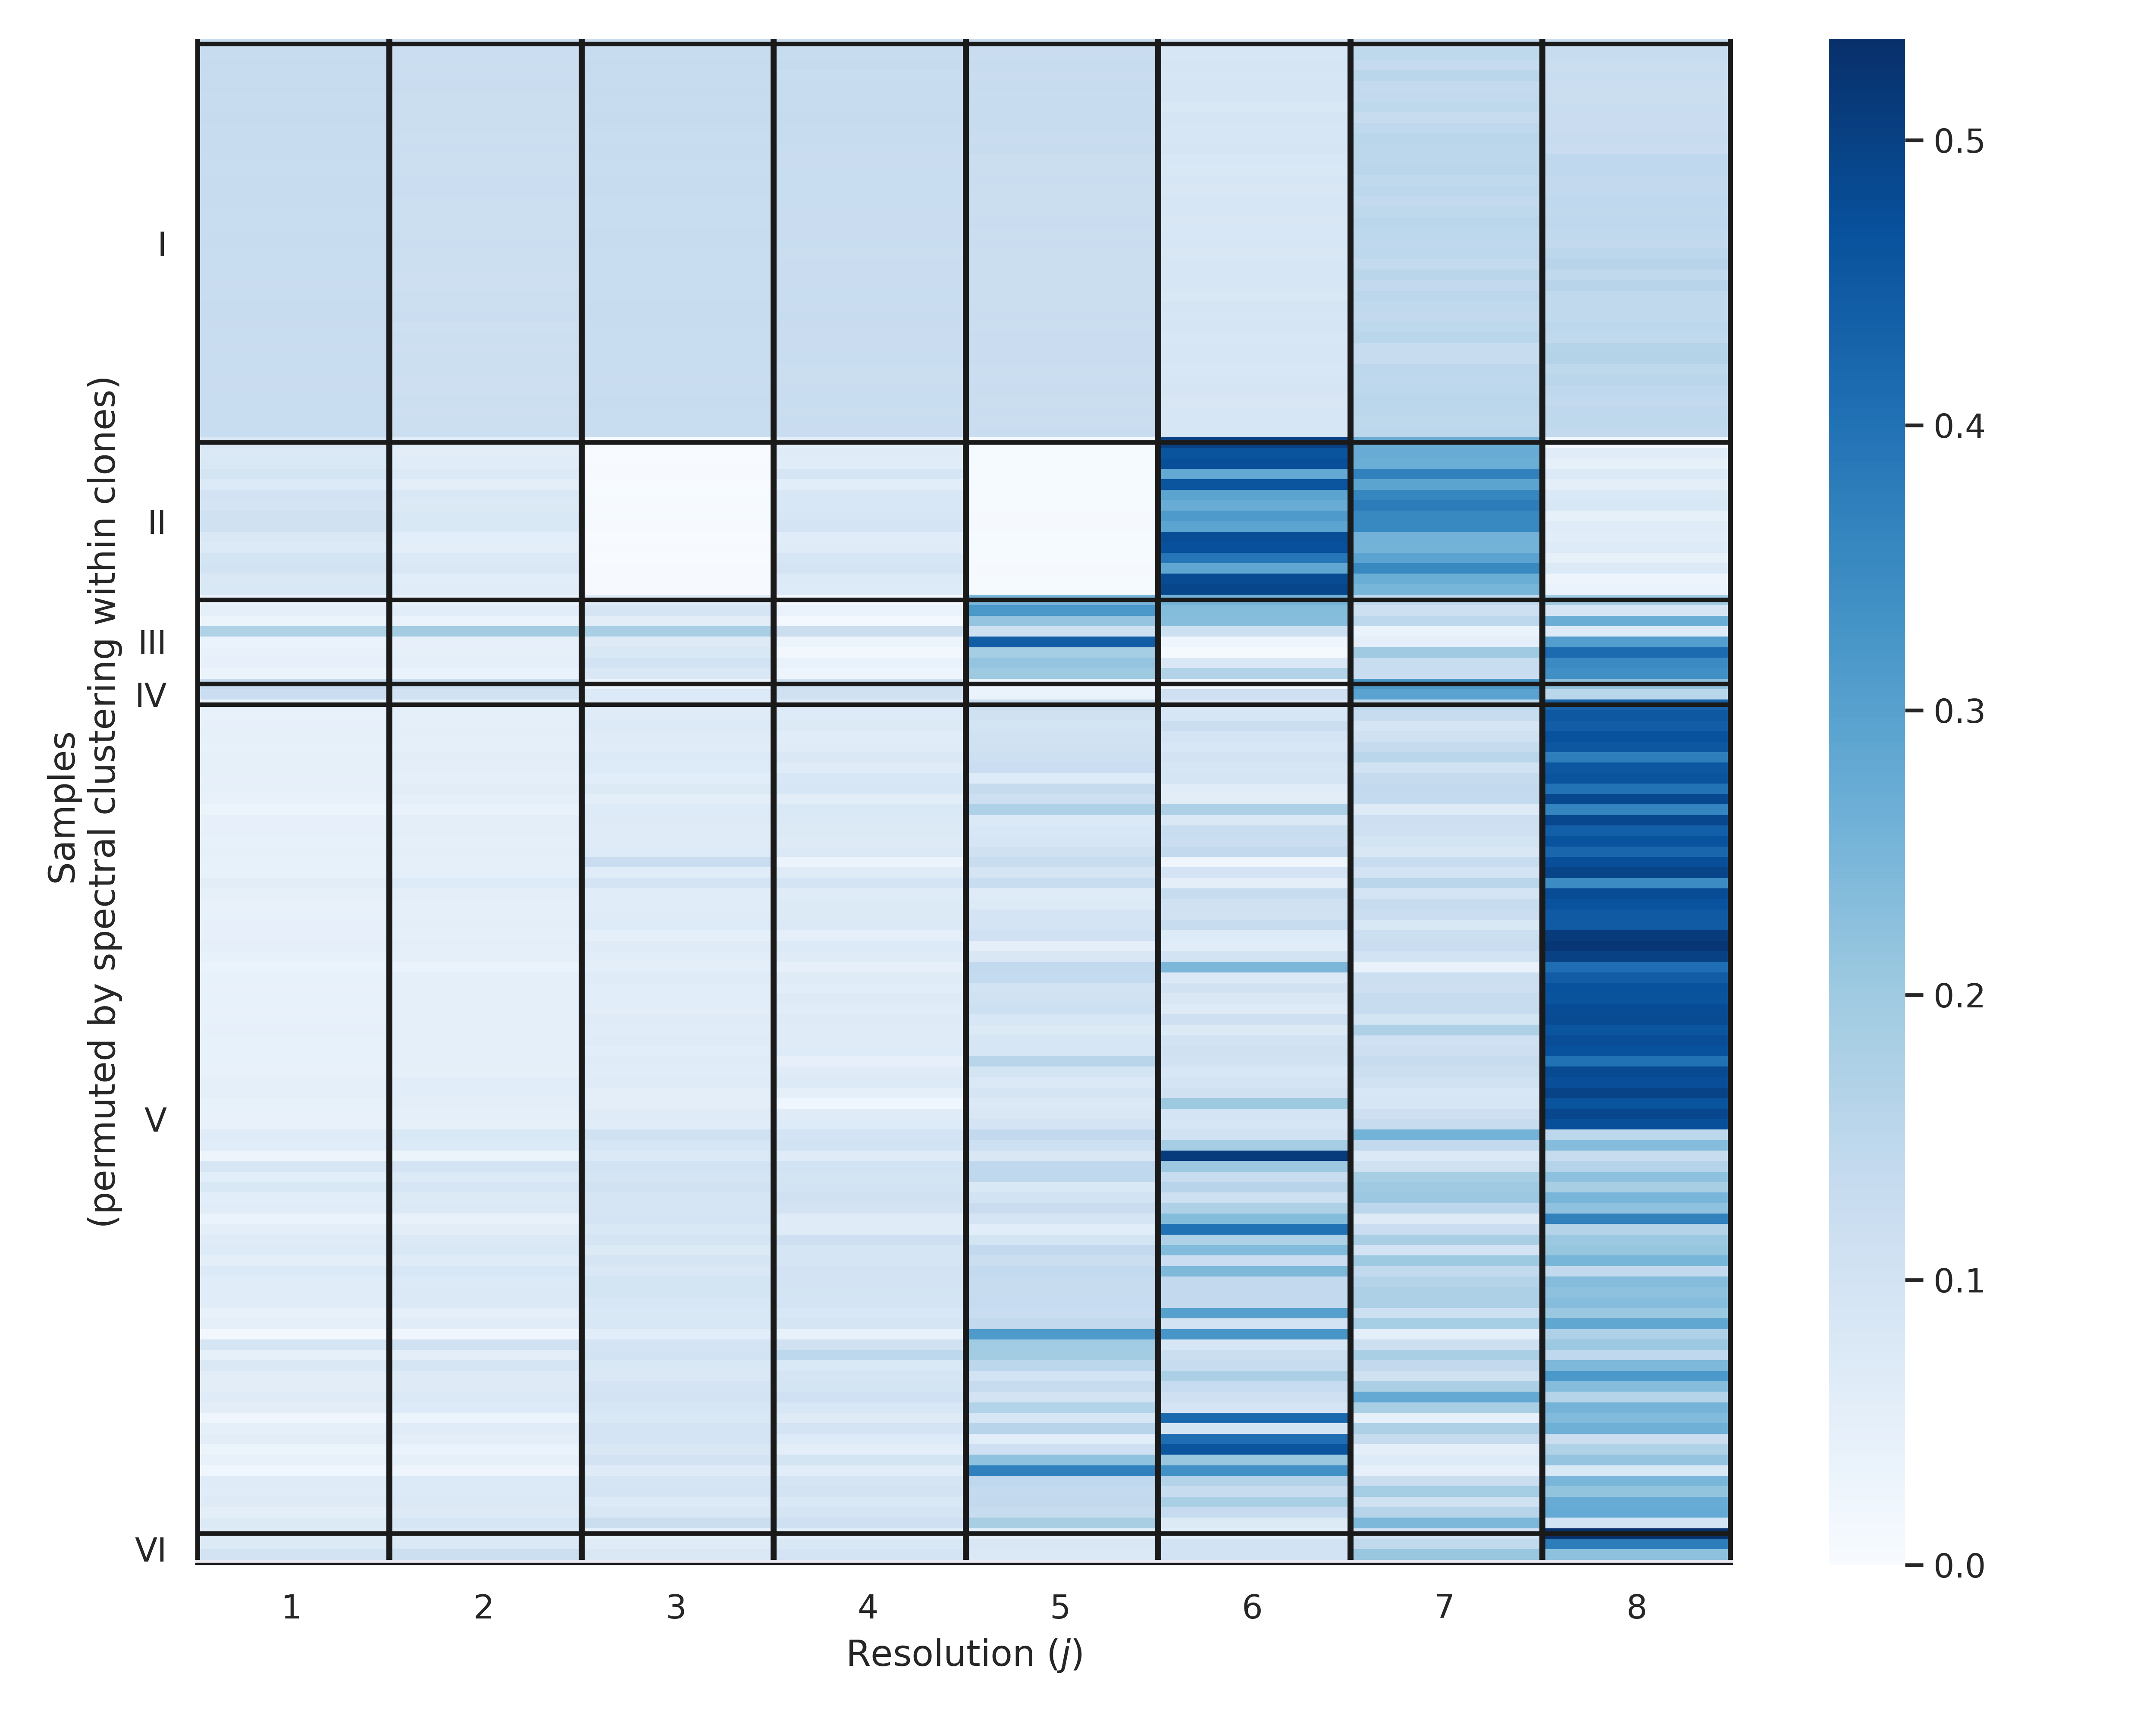 Samples
(permuted by spectral clustering within clones)
I
II
III
IV
V
VI
1 2 3 4 5 6 7 8
Resolution (j)
0.5
0.4
0.3
0.2
0.1
0.0